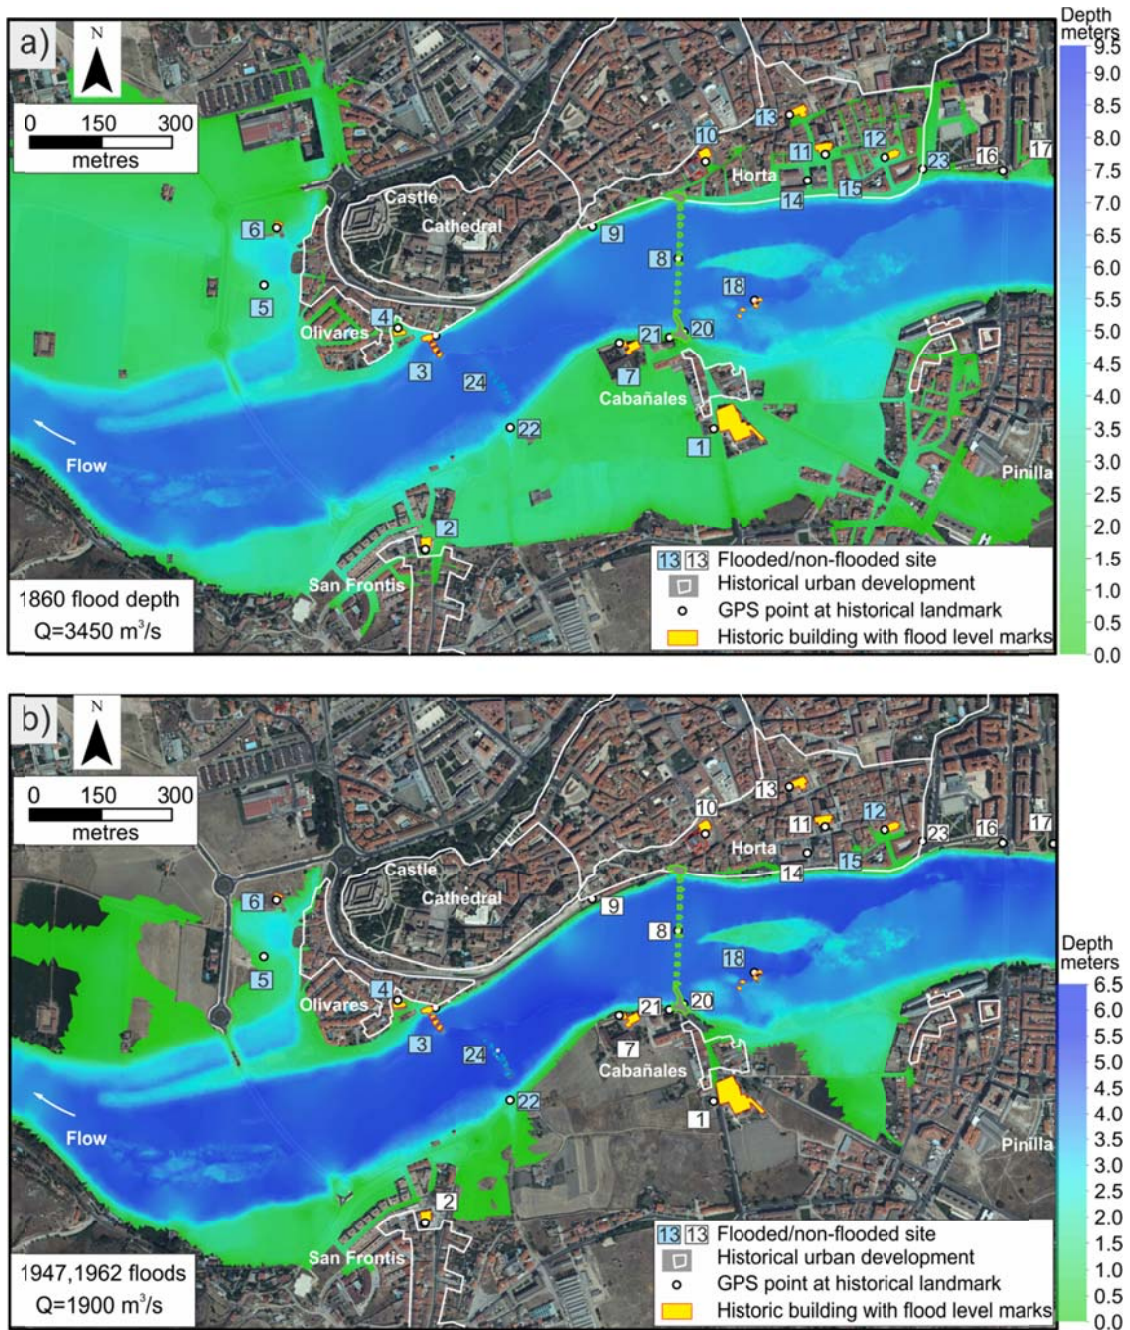 a)
N
0 150 300
metres
Depth
meters
9.5
9.0
8.5
8.0
7.5
7.0
6.5
6.0
5.5
5.0
4.5
4.0
3.5
3.0
2.5
2.0
1.5
1.0
0.5
0.0
13
10
11
12
23
16
17
Horta
15
14
Castle
Cathedral
6
9
8
5
18
4
Olivares
3
21
20
24
7
Cabañales
22
1
Flow
Pinilla
2
San Frontis
1860 flood depth
Q=3450 m³/s
13 13 Flooded/non-flooded site
Historical urban development
GPS point at historical landmark
Historic building with flood level marks
b)
N
0 150 300
metres
13
10
11
12
23
16
17
Horta
15
14
Castle
Cathedral
6
9
8
5
18
4
Olivares
3
21
20
24
7
Cabañales
22
1
Flow
Pinilla
2
San Frontis
1947,1962 floods
Q=1900 m³/s
13 13 Flooded/non-flooded site
Historical urban development
GPS point at historical landmark
Historic building with flood level marks
Depth
meters
6.5
6.0
5.5
5.0
4.5
4.0
3.5
3.0
2.5
2.0
1.5
1.0
0.5
0.0